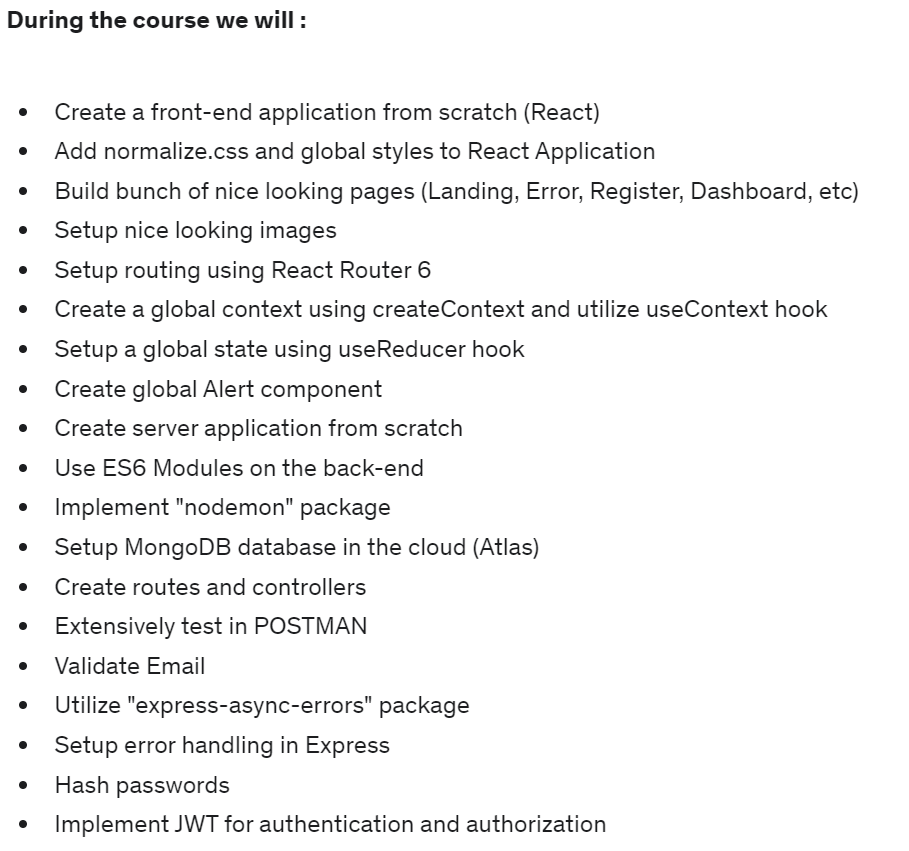 During the course we will :
• Create a front-end application from scratch (React)
• Add normalize.css and global styles to React Application
• Build bunch of nice looking pages (Landing, Error, Register, Dashboard, etc)
• Setup nice looking images
• Setup routing using React Router 6
• Create a global context using createContext and utilize useContext hook
• Setup a global state using useReducer hook
• Create global Alert component
• Create server application from scratch
• Use ES6 Modules on the back-end
• Implement "nodemon" package
• Setup MongoDB database in the cloud (Atlas)
• Create routes and controllers
• Extensively test in POSTMAN
• Validate Email
• Utilize "express-async-errors" package
• Setup error handling in Express
• Hash passwords
• Implement JWT for authentication and authorization